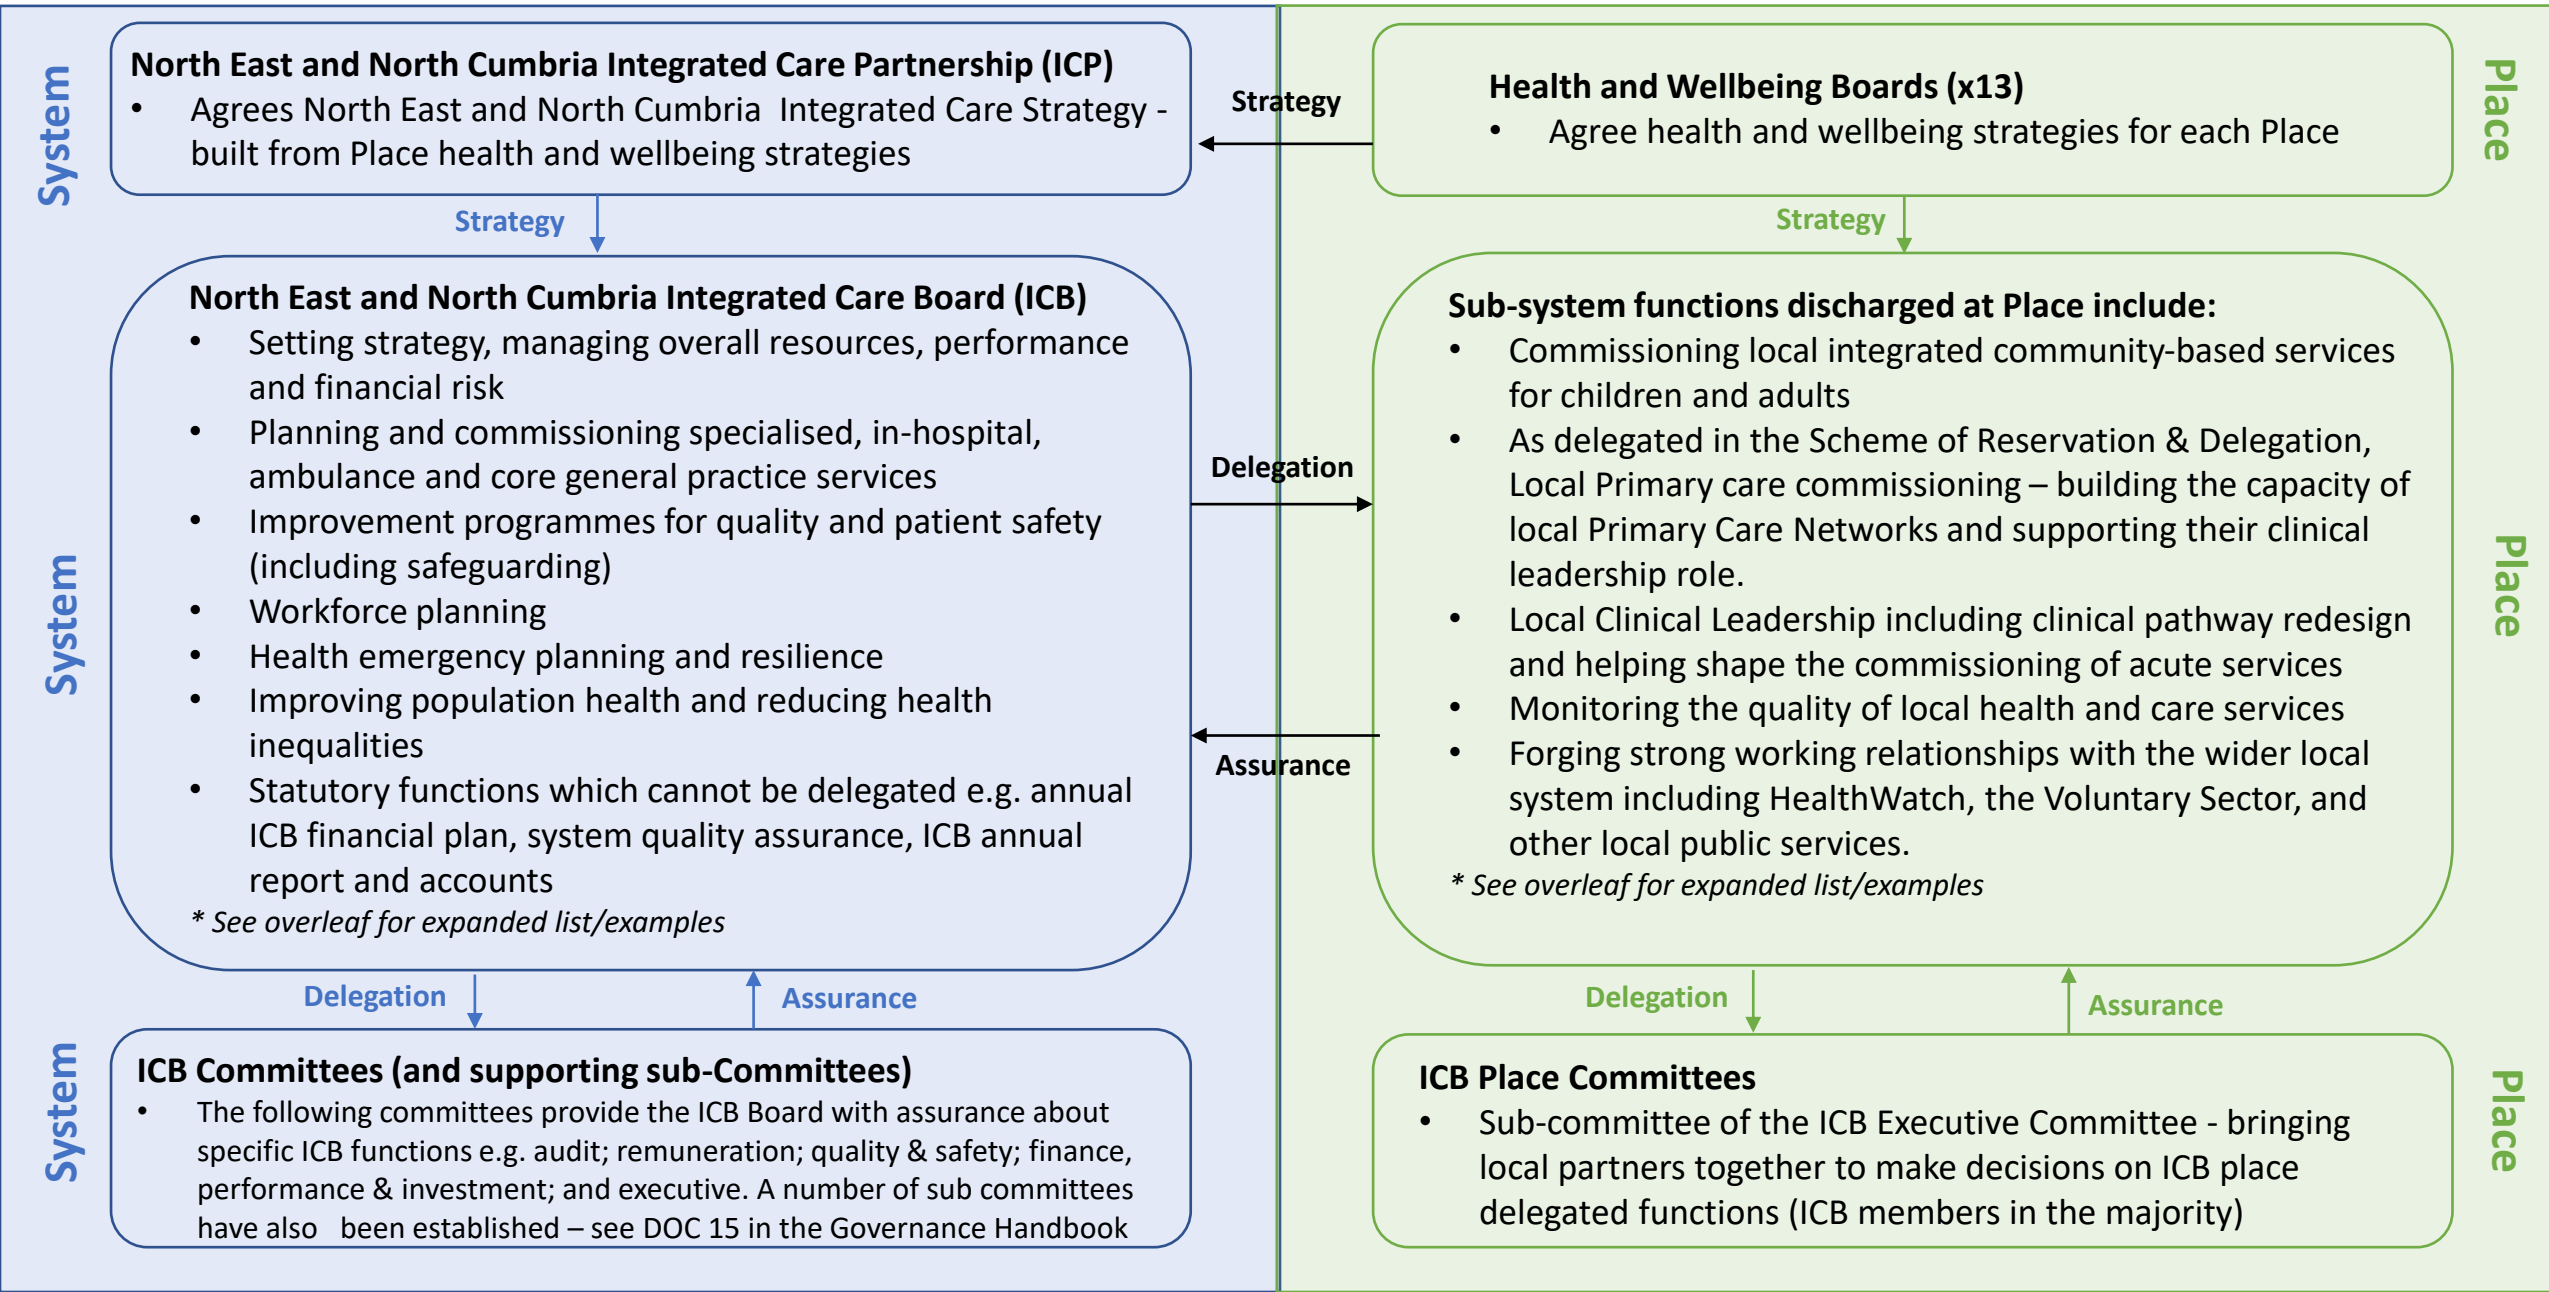 System
North East and North Cumbria Integrated Care Partnership (ICP)
• Agrees North East and North Cumbria  Integrated Care Strategy -
built from Place health and wellbeing strategies
Strategy
Health and Wellbeing Boards (x13)
• Agree health and wellbeing strategies for each Place
Place
Strategy
Strategy
System
North East and North Cumbria Integrated Care Board (ICB)
• Setting strategy, managing overall resources, performance
and financial risk
• Planning and commissioning specialised, in-hospital,
ambulance and core general practice services
• Improvement programmes for quality and patient safety
(including safeguarding)
• Workforce planning
• Health emergency planning and resilience
• Improving population health and reducing health
inequalities
• Statutory functions which cannot be delegated e.g. annual
ICB financial plan, system quality assurance, ICB annual
report and accounts
* See overleaf for expanded list/examples
Delegation
Assurance
Sub-system functions discharged at Place include:
• Commissioning local integrated community-based services
for children and adults
• As delegated in the Scheme of Reservation & Delegation,
Local Primary care commissioning – building the capacity of
local Primary Care Networks and supporting their clinical
leadership role.
• Local Clinical Leadership including clinical pathway redesign
and helping shape the commissioning of acute services
• Monitoring the quality of local health and care services
• Forging strong working relationships with the wider local
system including HealthWatch, the Voluntary Sector, and
other local public services.
* See overleaf for expanded list/examples
Place
Delegation
Assurance
Delegation
Assurance
System
ICB Committees (and supporting sub-Committees)
• The following committees provide the ICB Board with assurance about
specific ICB functions e.g. audit; remuneration; quality & safety; finance,
performance & investment; and executive. A number of sub committees
have also   been established – see DOC 15 in the Governance Handbook
ICB Place Committees
• Sub-committee of the ICB Executive Committee - bringing
local partners together to make decisions on ICB place
delegated functions (ICB members in the majority)
Place